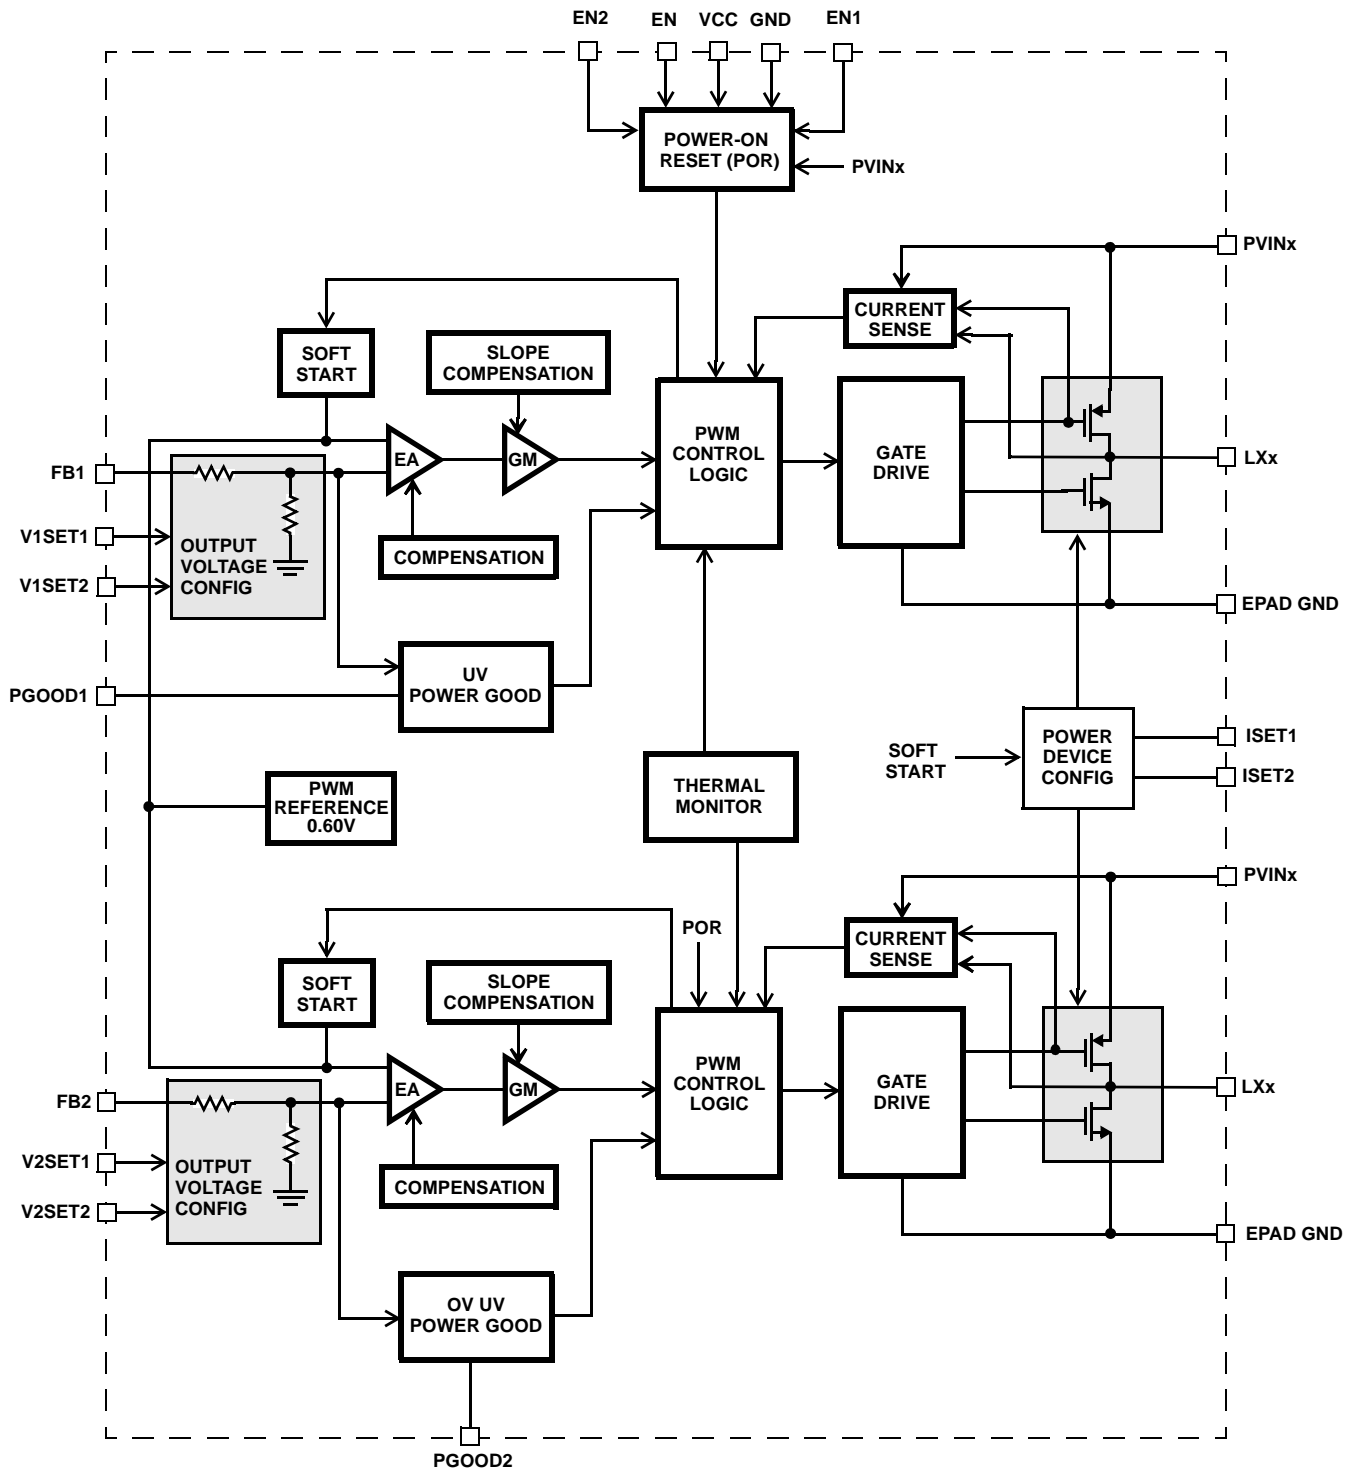 EN2
EN
VCC
GND
EN1
POWER-ON
RESET (POR)
PVINx
PVINx
CURRENT
SENSE
SOFT
START
SLOPE
COMPENSATION
PWM
CONTROL
LOGIC
GATE
DRIVE
EA
GM
LXx
FB1
V1SET1
V1SET2
OUTPUT
VOLTAGE
CONFIG
COMPENSATION
EPAD GND
UV
POWER GOOD
PGOOD1
SOFT
START
POWER
DEVICE
CONFIG
ISET1
ISET2
PWM
REFERENCE
0.60V
THERMAL
MONITOR
PVINx
POR
CURRENT
SENSE
SOFT
START
SLOPE
COMPENSATION
PWM
CONTROL
LOGIC
GATE
DRIVE
EA
GM
LXx
FB2
V2SET1
V2SET2
OUTPUT
VOLTAGE
CONFIG
COMPENSATION
EPAD GND
OV UV
POWER GOOD
PGOOD2